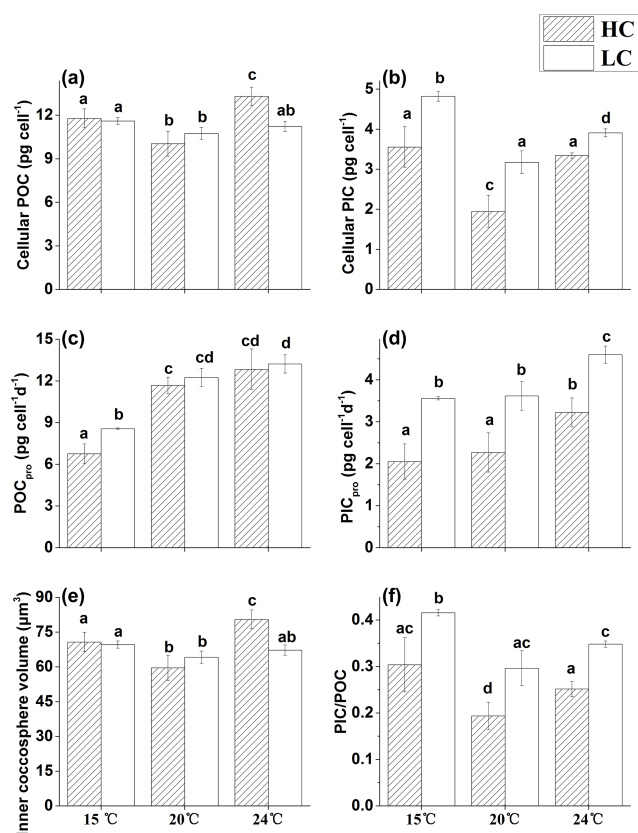 HC
LC
(a)
a a b b c ab
15
12
9
6
3
0
Cellular POC (pg cell⁻¹)
(b)
a b c a a d
5
4
3
2
1
0
Cellular PIC (pg cell⁻¹)
(c)
a b c cd cd d
15
12
9
6
3
0
POCpro (pg cell⁻¹d⁻¹)
(d)
a b a b b c
4
3
2
1
0
PICpro (pg cell⁻¹d⁻¹)
(e)
a a b b c ab
90
75
60
45
30
15
0
Inner coccosphere volume (μm³)
15℃ 20℃ 24℃
(f)
ac b d ac a c
0.4
0.3
0.2
0.1
0.0
PIC/POC
15℃ 20℃ 24℃